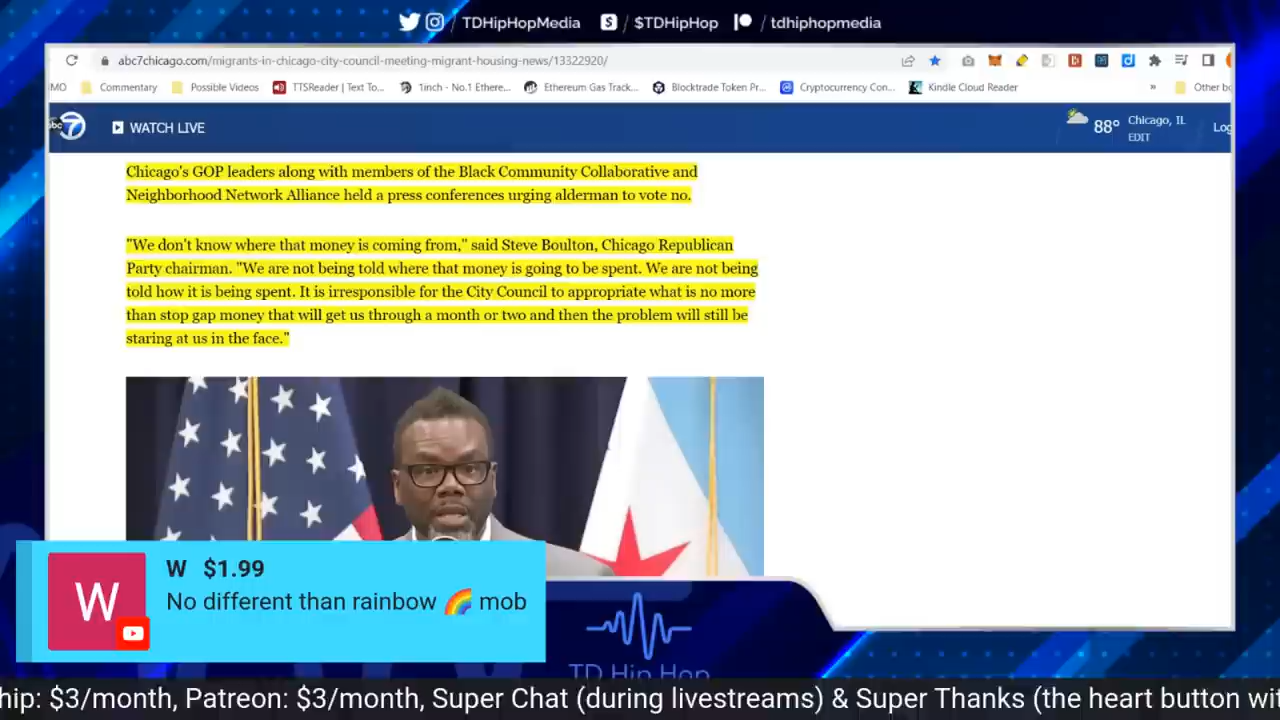 / TDHipHopMedia $ / $TDHipHop / tdhiphopmedia
abc7chicago.com/migrants-in-chicago-city-council-meeting-migrant-housing-news/13322920/
MO Commentary Possible Videos TTSReader | Text To... 1inch - No.1 Ethere... Ethereum Gas Track... Blocktrade Token Pr... Cryptocurrency Con... Kindle Cloud Reader » Other bo
abc 7 WATCH LIVE 88° Chicago, IL Log
EDIT
Chicago's GOP leaders along with members of the Black Community Collaborative and
Neighborhood Network Alliance held a press conferences urging alderman to vote no.
"We don't know where that money is coming from," said Steve Boulton, Chicago Republican
Party chairman. "We are not being told where that money is going to be spent. We are not being
told how it is being spent. It is irresponsible for the City Council to appropriate what is no more
than stop gap money that will get us through a month or two and then the problem will still be
staring at us in the face."
W
W $1.99
No different than rainbow 🌈 mob
TD Hip Hop
hip: $3/month, Patreon: $3/month, Super Chat (during livestreams) & Super Thanks (the heart button wit